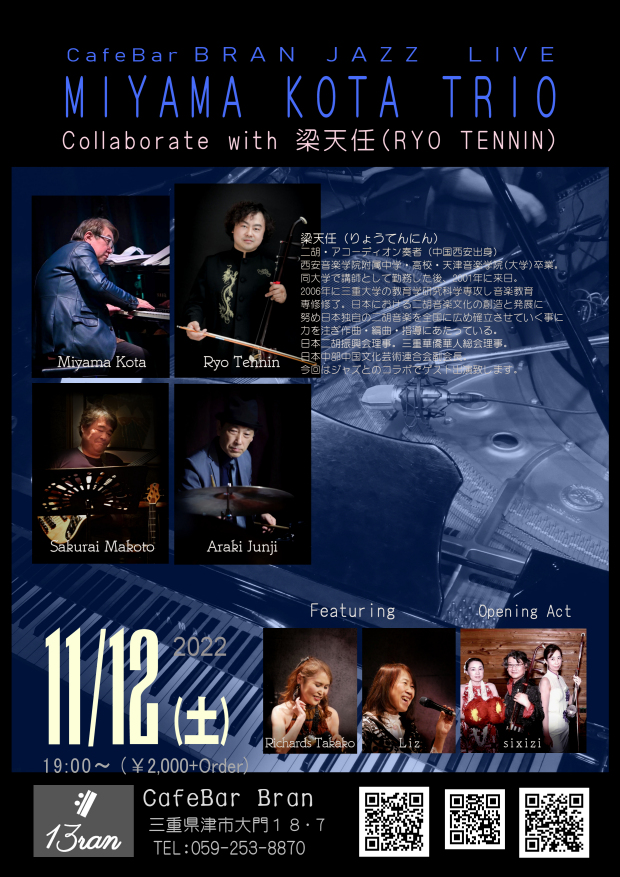 CafeBar BRAN JAZZ LIVE
MIYAMA KOTA TRIO
Collaborate with 梁天任(RYO TENNIN)
梁天任（りょうてんにん）
二胡・アコーディオン奏者（中国西安出身）
西安音楽学院附属中学・高校・天津音楽学院(大学)卒業。
同大学で講師として勤務した後、2001年に来日。
2006年に三重大学の教育学研究科学専攻し音楽教育
専修修了。日本における二胡音楽文化の創造と発展に
努め日本独自の二胡音楽を全国に広め確立させていく事に
力を注ぎ作曲・編曲・指導にあたっている。
日本二胡振興会理事。三重華僑華人総会理事。
日本中部中国文化芸術連合会副会長。
今回はジャズとのコラボでゲスト出演致します。
Miyama Kota
Ryo Tennin
Sakurai Makoto
Araki Junji
Featuring
Opening Act
11/12(土)
2022
Richards Takako
Liz
sixizi
19:00～（￥2,000+Order)
13ran
CafeBar Bran
三重県津市大門１８・７
TEL:059-253-8870